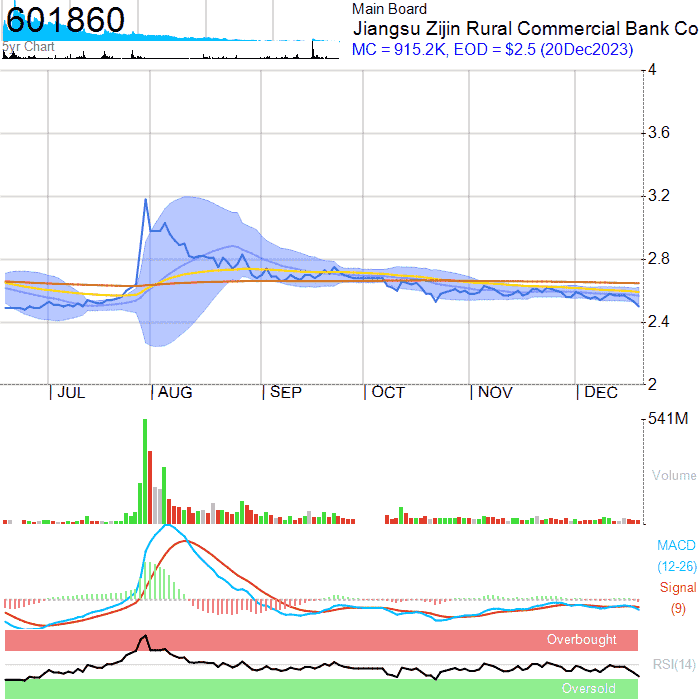 601860
5yr Chart
Main Board
Jiangsu Zijin Rural Commercial Bank Co
MC = 915.2K, EOD = $2.5 (20Dec2023)
4
3.6
3.2
2.8
2.4
2
JUL AUG SEP OCT NOV DEC
541M
Volume
MACD
(12-26)
Signal
(9)
Overbought
RSI(14)
Oversold